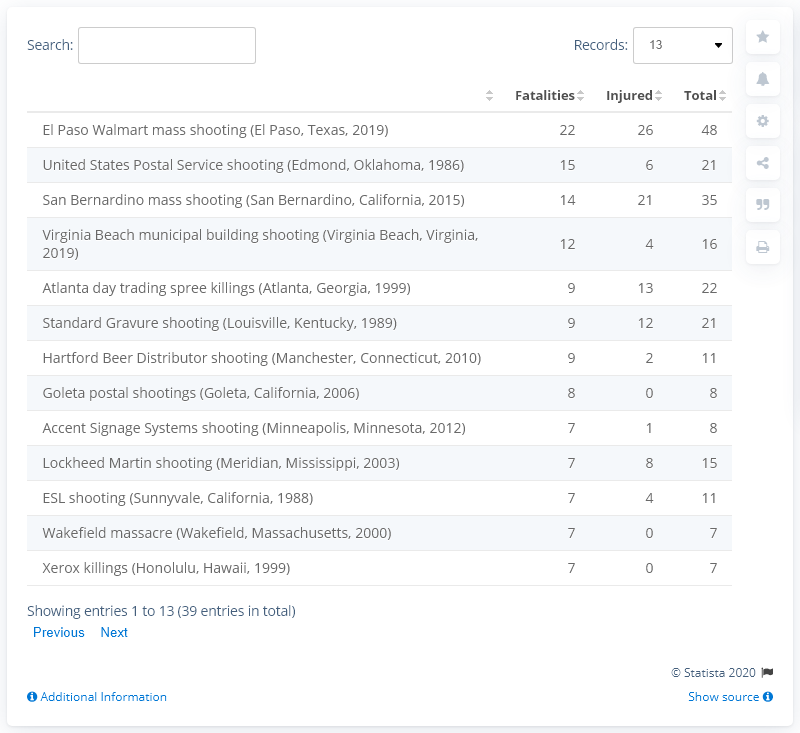 Search: Records: 13
Fatalities Injured Total
El Paso Walmart mass shooting (El Paso, Texas, 2019) 22 26 48
United States Postal Service shooting (Edmond, Oklahoma, 1986) 15 6 21
San Bernardino mass shooting (San Bernardino, California, 2015) 14 21 35
Virginia Beach municipal building shooting (Virginia Beach, Virginia,
2019) 12 4 16
Atlanta day trading spree killings (Atlanta, Georgia, 1999) 9 13 22
Standard Gravure shooting (Louisville, Kentucky, 1989) 9 12 21
Hartford Beer Distributor shooting (Manchester, Connecticut, 2010) 9 2 11
Goleta postal shootings (Goleta, California, 2006) 8 0 8
Accent Signage Systems shooting (Minneapolis, Minnesota, 2012) 7 1 8
Lockheed Martin shooting (Meridian, Mississippi, 2003) 7 8 15
ESL shooting (Sunnyvale, California, 1988) 7 4 11
Wakefield massacre (Wakefield, Massachusetts, 2000) 7 0 7
Xerox killings (Honolulu, Hawaii, 1999) 7 0 7
Showing entries 1 to 13 (39 entries in total)
Previous Next
© Statista 2020
Additional Information Show source